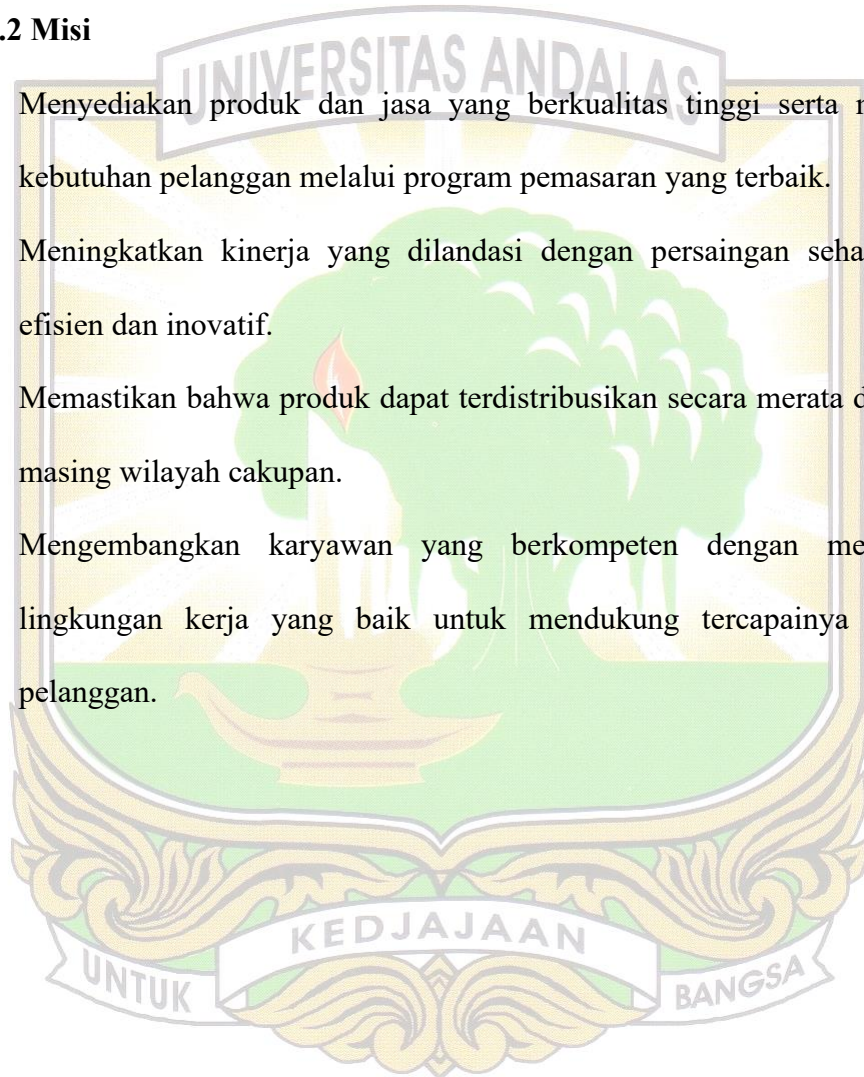 .2 Misi
UNIVERSITAS ANDALAS
Menyediakan produk dan jasa yang berkualitas tinggi serta
kebutuhan pelanggan melalui program pemasaran yang terbaik.
Meningkatkan kinerja yang dilandasi dengan persaingan
efisien dan inovatif.
Memastikan bahwa produk dapat terdistribusikan secara merata
masing wilayah cakupan.
Mengembangkan karyawan yang berkompeten dengan
lingkungan kerja yang baik untuk mendukung tercapainya
pelanggan.
UNTUK KEDJAJAAN BANGSA